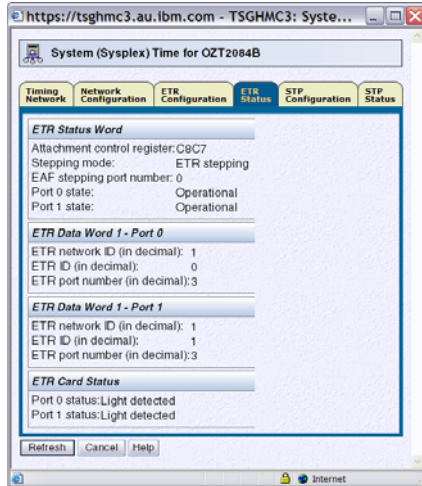 https://tsghmc3.au.ibm.com - TSGHMC3: Syste...
System (Sysplex) Time for OZT2084B
Timing Network
Network Configuration
ETR Configuration
ETR Status
STP Configuration
STP Status
ETR Status Word
Attachment control register: C8C7
Stepping mode: ETR stepping
EAF stepping port number: 0
Port 0 state: Operational
Port 1 state: Operational
ETR Data Word 1 - Port 0
ETR network ID (in decimal): 1
ETR ID (in decimal): 0
ETR port number (in decimal):3
ETR Data Word 1 - Port 1
ETR network ID (in decimal): 1
ETR ID (in decimal): 1
ETR port number (in decimal):3
ETR Card Status
Port 0 status:Light detected
Port 1 status:Light detected
Refresh Cancel Help
Internet